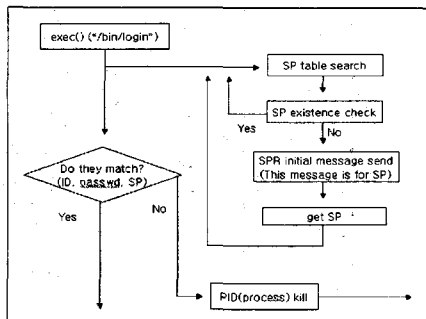 exec() ("/bin/login")
SP table search
SP existence check
Yes
No
SPR initial message send
(This message is for SP)
get SP
Do they match?
(ID, passwd, SP)
Yes
No
PID(process) kill